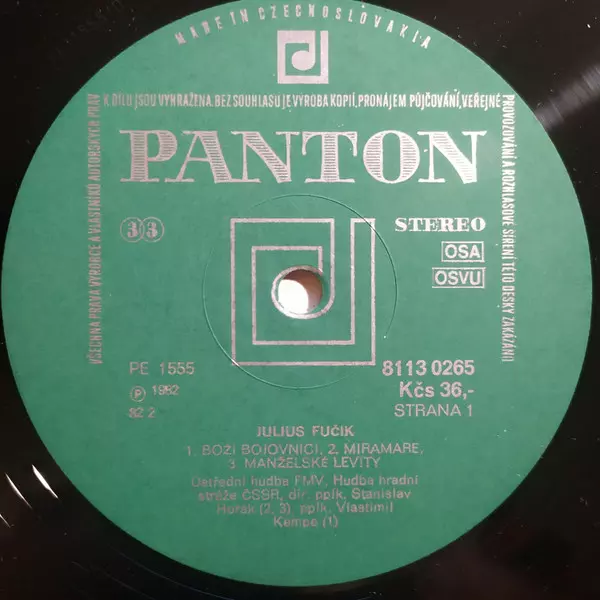 MADE IN CZECHOSLOVAKIA
VŠECHNA PRÁVA VÝROBCE A VLASTNÍKŮ AUTORSKÝCH PRÁV
K DÍLU JSOU VYHRAŽENA. BEZ SOUHLASU JE VÝROBA KOPIÍ, PRONÁJEM PŮJČOVÁNÍ, VEŘEJNÉ
PROVOZOVÁNÍ A ROZHLASOVÉ ŠÍŘENÍ TÉTO DESKY ZAKÁZÁNI!
PANTON
33
STEREO
OSA
OSVU
PE 1555
℗ 1982
82 2
8113 0265
Kčs 36,-
STRANA 1
JULIUS FUČÍK
1. BOŽÍ BOJOVNÍCI, 2. MIRAMARE,
3. MANŽELSKÉ LEVITY
Ústřední hudba FMV, Hudba hradní
stráže ČSSR, dir. pplk. Stanislav
Horák (2, 3) pplk. Vlastimil
Kempe (1)